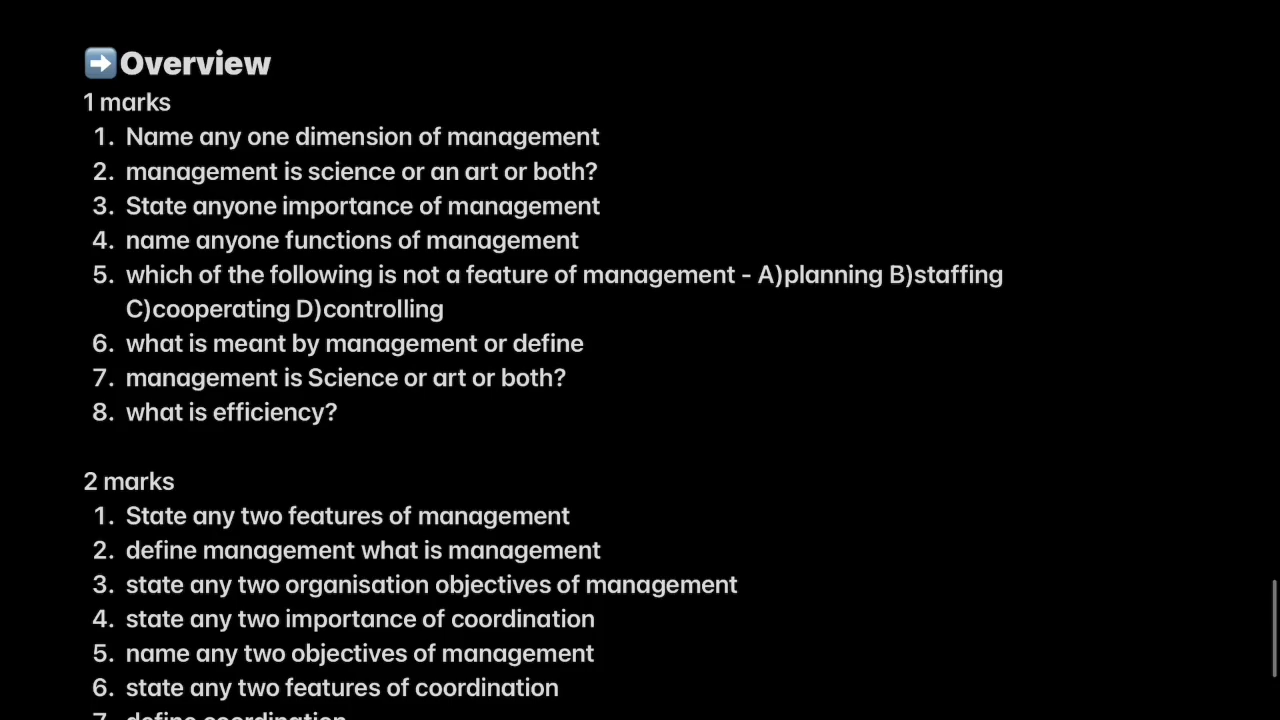 ➡️Overview
1 marks
1. Name any one dimension of management
2. management is science or an art or both?
3. State anyone importance of management
4. name anyone functions of management
5. which of the following is not a feature of management - A)planning B)staffing
C)cooperating D)controlling
6. what is meant by management or define
7. management is Science or art or both?
8. what is efficiency?
2 marks
1. State any two features of management
2. define management what is management
3. state any two organisation objectives of management
4. state any two importance of coordination
5. name any two objectives of management
6. state any two features of coordination
7. define coordination